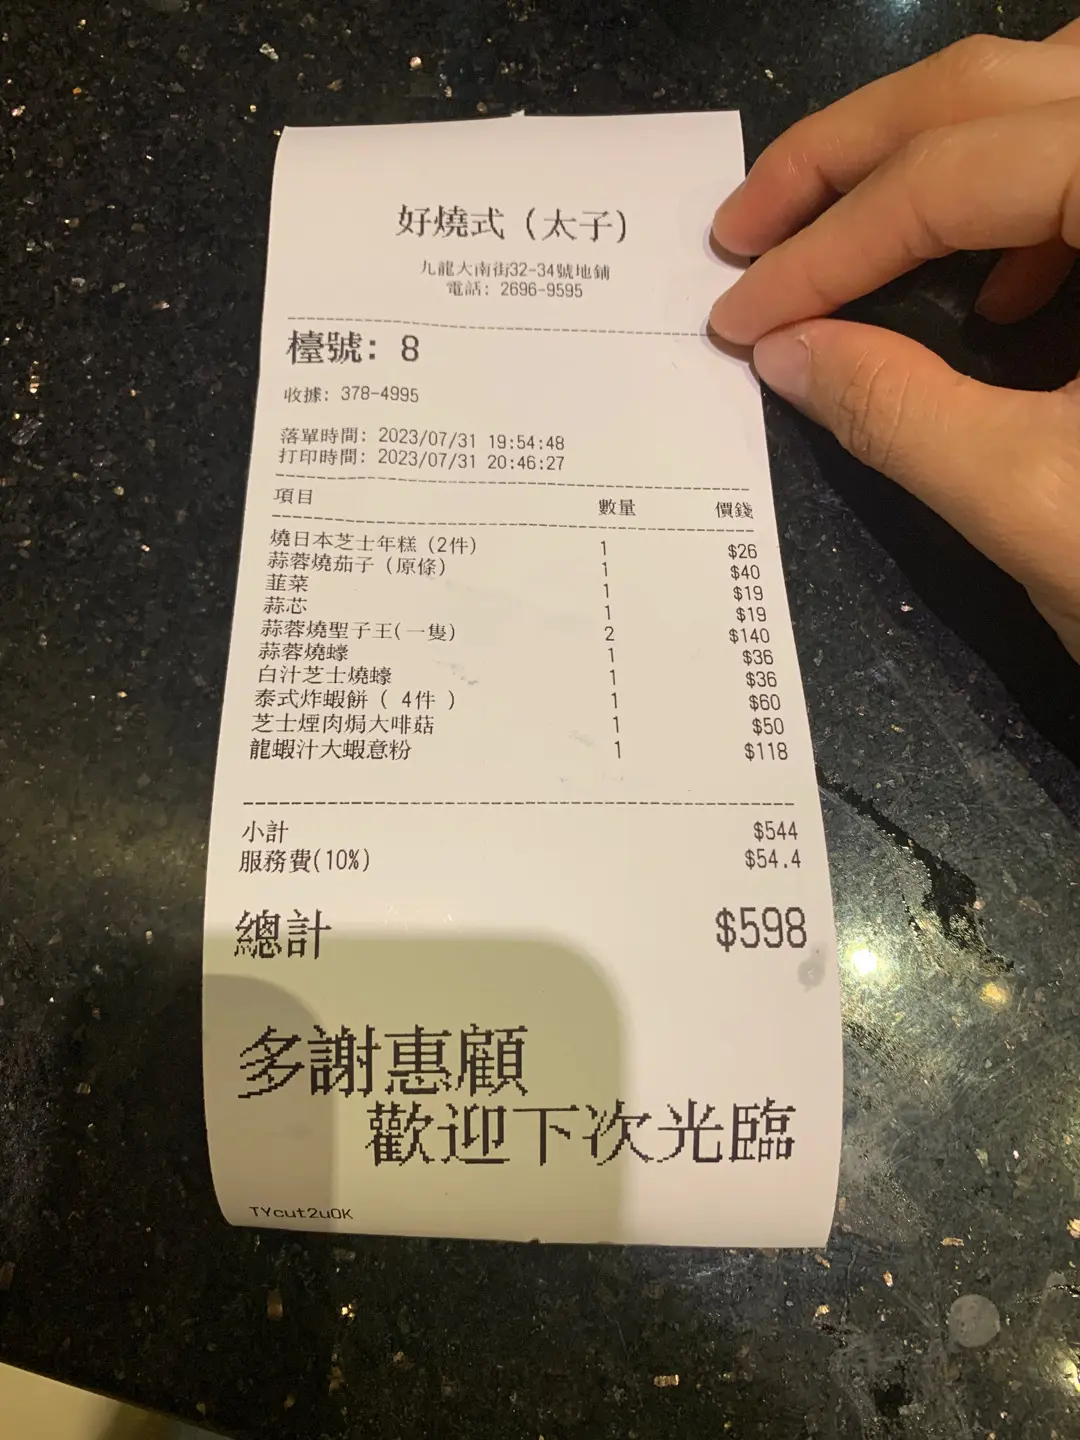 好燒式（太子）
九龍大南街32-34號地鋪
電話: 2696-9595
檯號: 8
收據: 378-4995
落單時間: 2023/07/31 19:54:48
打印時間: 2023/07/31 20:46:27
項目 數量 價錢
燒日本芝士年糕（2件） 1 $26
蒜蓉燒茄子（原條） 1 $40
韮菜 1 $19
蒜芯 1 $19
蒜蓉燒聖子王(一隻) 2 $140
蒜蓉燒蠔 1 $36
白汁芝士燒蠔 1 $36
泰式炸蝦餅（ 4件 ） 1 $60
芝士煙肉焗大啡菇 1 $50
龍蝦汁大蝦意粉 1 $118
小計 $544
服務費(10%) $54.4
總計 $598
多謝惠顧
歡迎下次光臨
TYcut2uOK